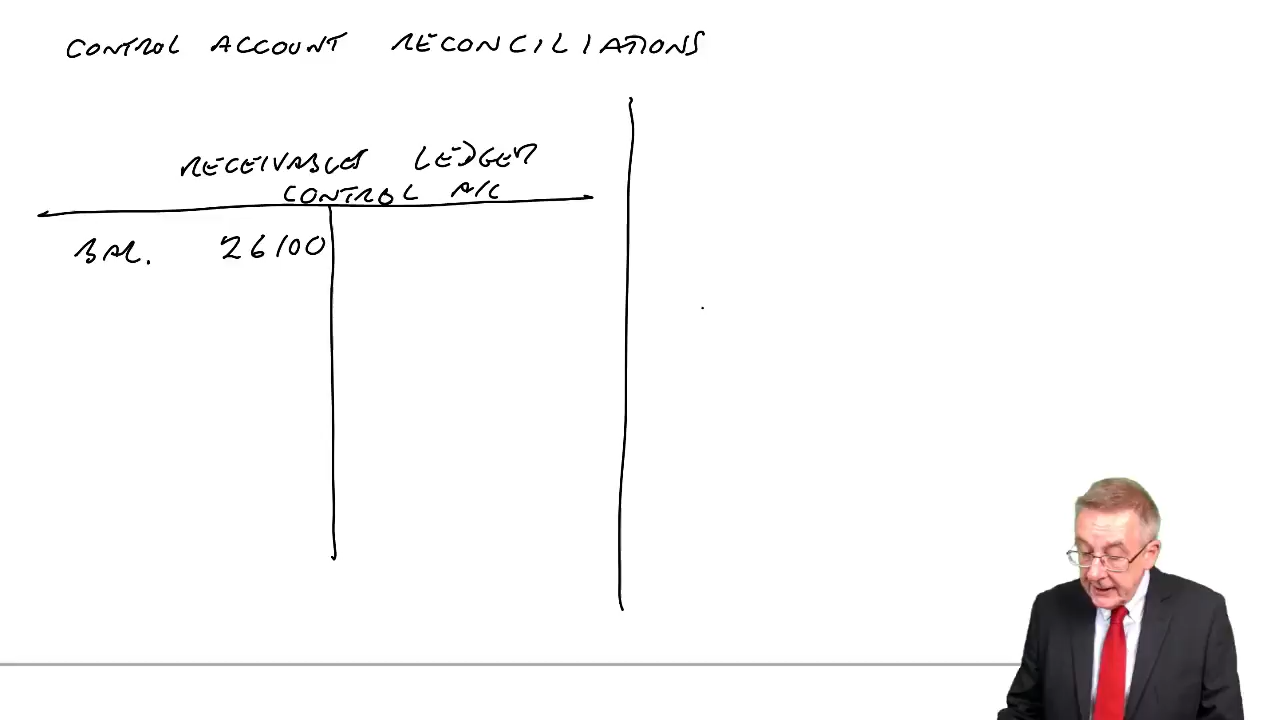 CONTROL ACCOUNT RECONCILIATIONS
RECEIVABLES LEDGER
CONTROL A/C
BAL. 26100